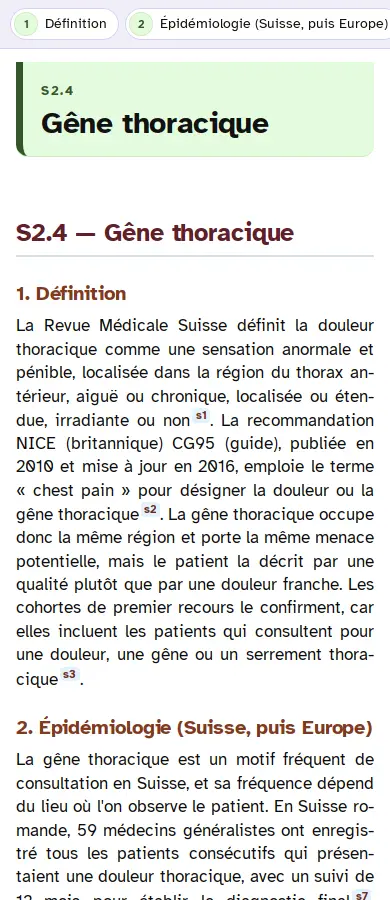 1 Définition 2 Épidémiologie (Suisse, puis Europe)
S2.4
Gêne thoracique
S2.4 — Gêne thoracique
1. Définition
La Revue Médicale Suisse définit la douleur
thoracique comme une sensation anormale et
pénible, localisée dans la région du thorax an-
térieur, aiguë ou chronique, localisée ou éten-
due, irradiante ou non s1. La recommandation
NICE (britannique) CG95 (guide), publiée en
2010 et mise à jour en 2016, emploie le terme
« chest pain » pour désigner la douleur ou la
gêne thoracique s2. La gêne thoracique occupe
donc la même région et porte la même menace
potentielle, mais le patient la décrit par une
qualité plutôt que par une douleur franche. Les
cohortes de premier recours le confirment, car
elles incluent les patients qui consultent pour
une douleur, une gêne ou un serrement thora-
cique s3.
2. Épidémiologie (Suisse, puis Europe)
La gêne thoracique est un motif fréquent de
consultation en Suisse, et sa fréquence dépend
du lieu où l'on observe le patient. En Suisse ro-
mande, 59 médecins généralistes ont enregis-
tré tous les patients consécutifs qui présen-
taient une douleur thoracique, avec un suivi de
12 mois pour établir le diagnostic final s7